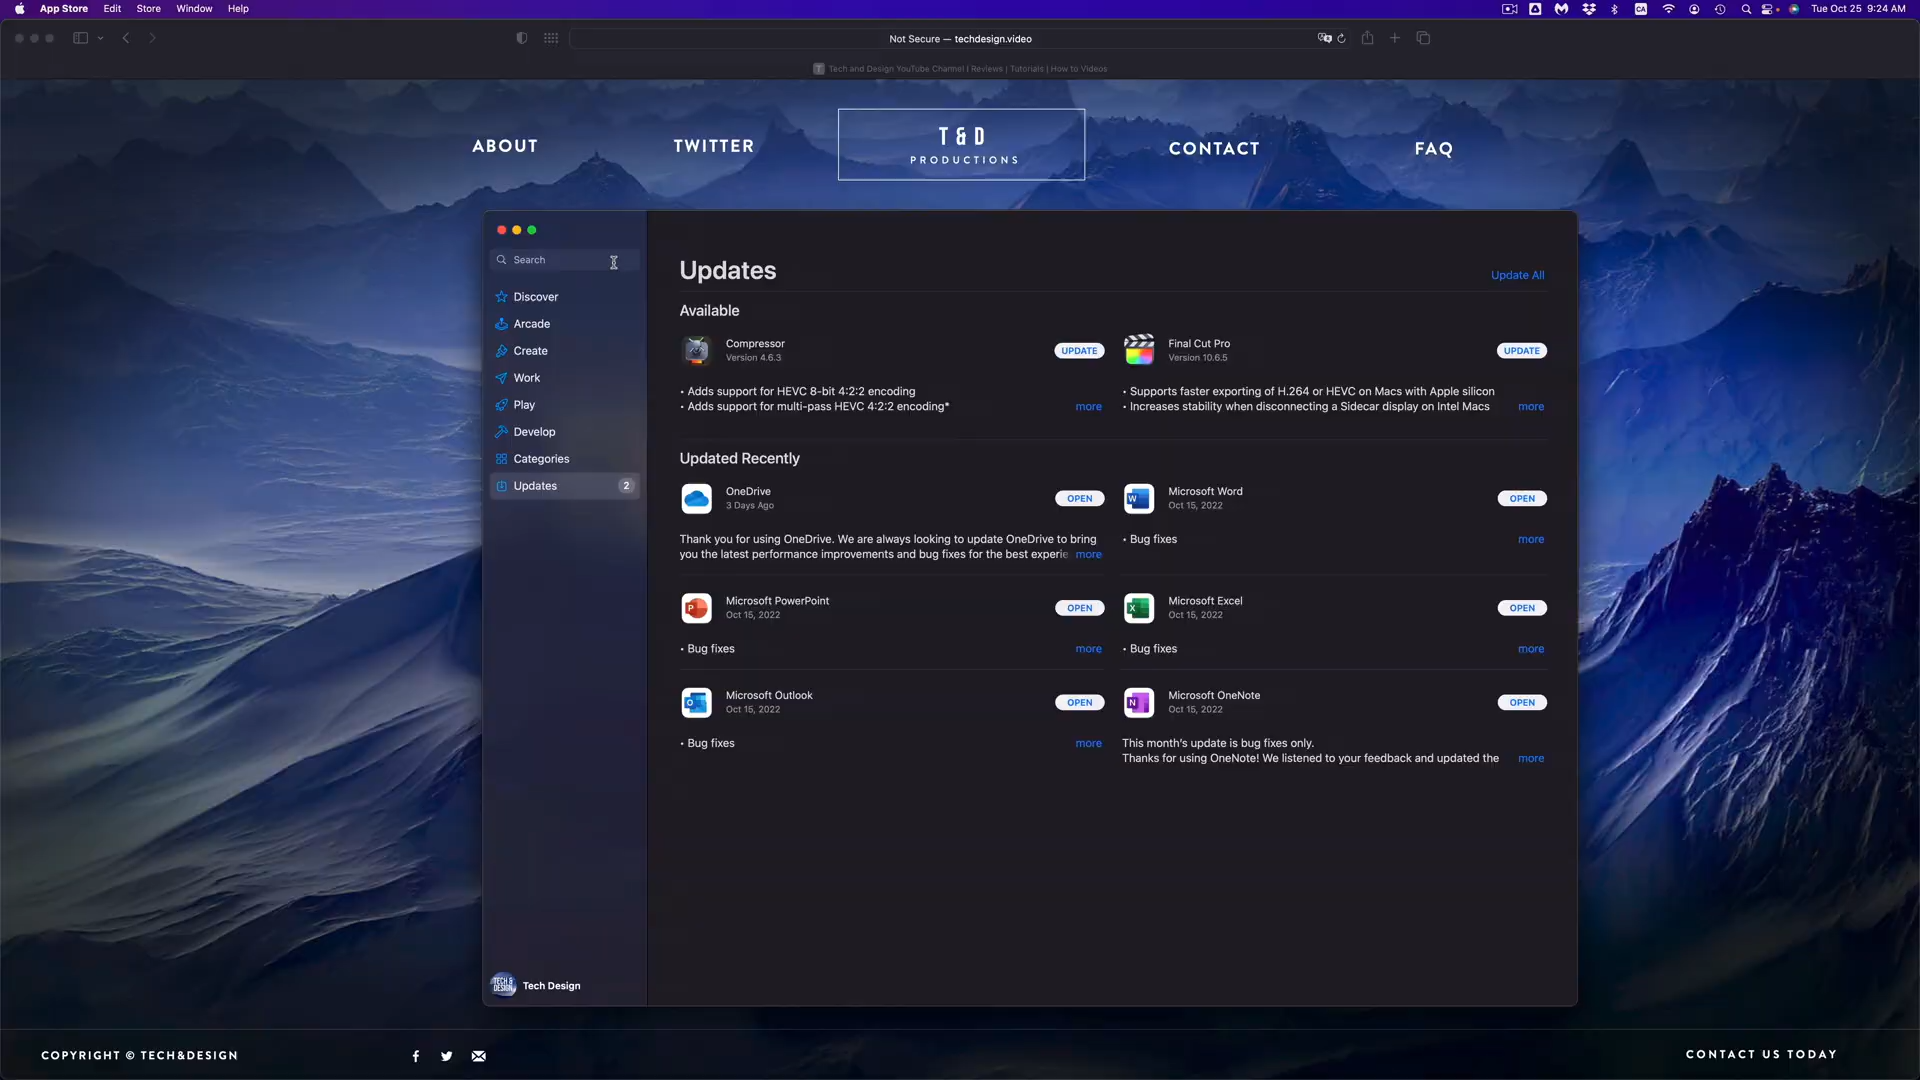 App Store Edit Store Window Help
CA
Tue Oct 25 9:24 AM
Not Secure — techdesign.video
T Tech and Design YouTube Channel | Reviews | Tutorials | How to Videos
ABOUT
TWITTER
T & D
PRODUCTIONS
CONTACT
FAQ
Search
Discover
Arcade
Create
Work
Play
Develop
Categories
Updates 2
TECH &
DESIGN
Tech Design
Updates
Update All
Available
Compressor
Version 4.6.3
UPDATE
• Adds support for HEVC 8-bit 4:2:2 encoding
• Adds support for multi-pass HEVC 4:2:2 encoding*
more
Final Cut Pro
Version 10.6.5
UPDATE
• Supports faster exporting of H.264 or HEVC on Macs with Apple silicon
• Increases stability when disconnecting a Sidecar display on Intel Macs
more
Updated Recently
OneDrive
3 Days Ago
OPEN
Thank you for using OneDrive. We are always looking to update OneDrive to bring
you the latest performance improvements and bug fixes for the best experie
more
W
Microsoft Word
Oct 15, 2022
OPEN
• Bug fixes
more
P
Microsoft PowerPoint
Oct 15, 2022
OPEN
• Bug fixes
more
X
Microsoft Excel
Oct 15, 2022
OPEN
• Bug fixes
more
O
Microsoft Outlook
Oct 15, 2022
OPEN
• Bug fixes
more
N
Microsoft OneNote
Oct 15, 2022
OPEN
This month's update is bug fixes only.
Thanks for using OneNote! We listened to your feedback and updated the
more
COPYRIGHT © TECH&DESIGN
CONTACT US TODAY